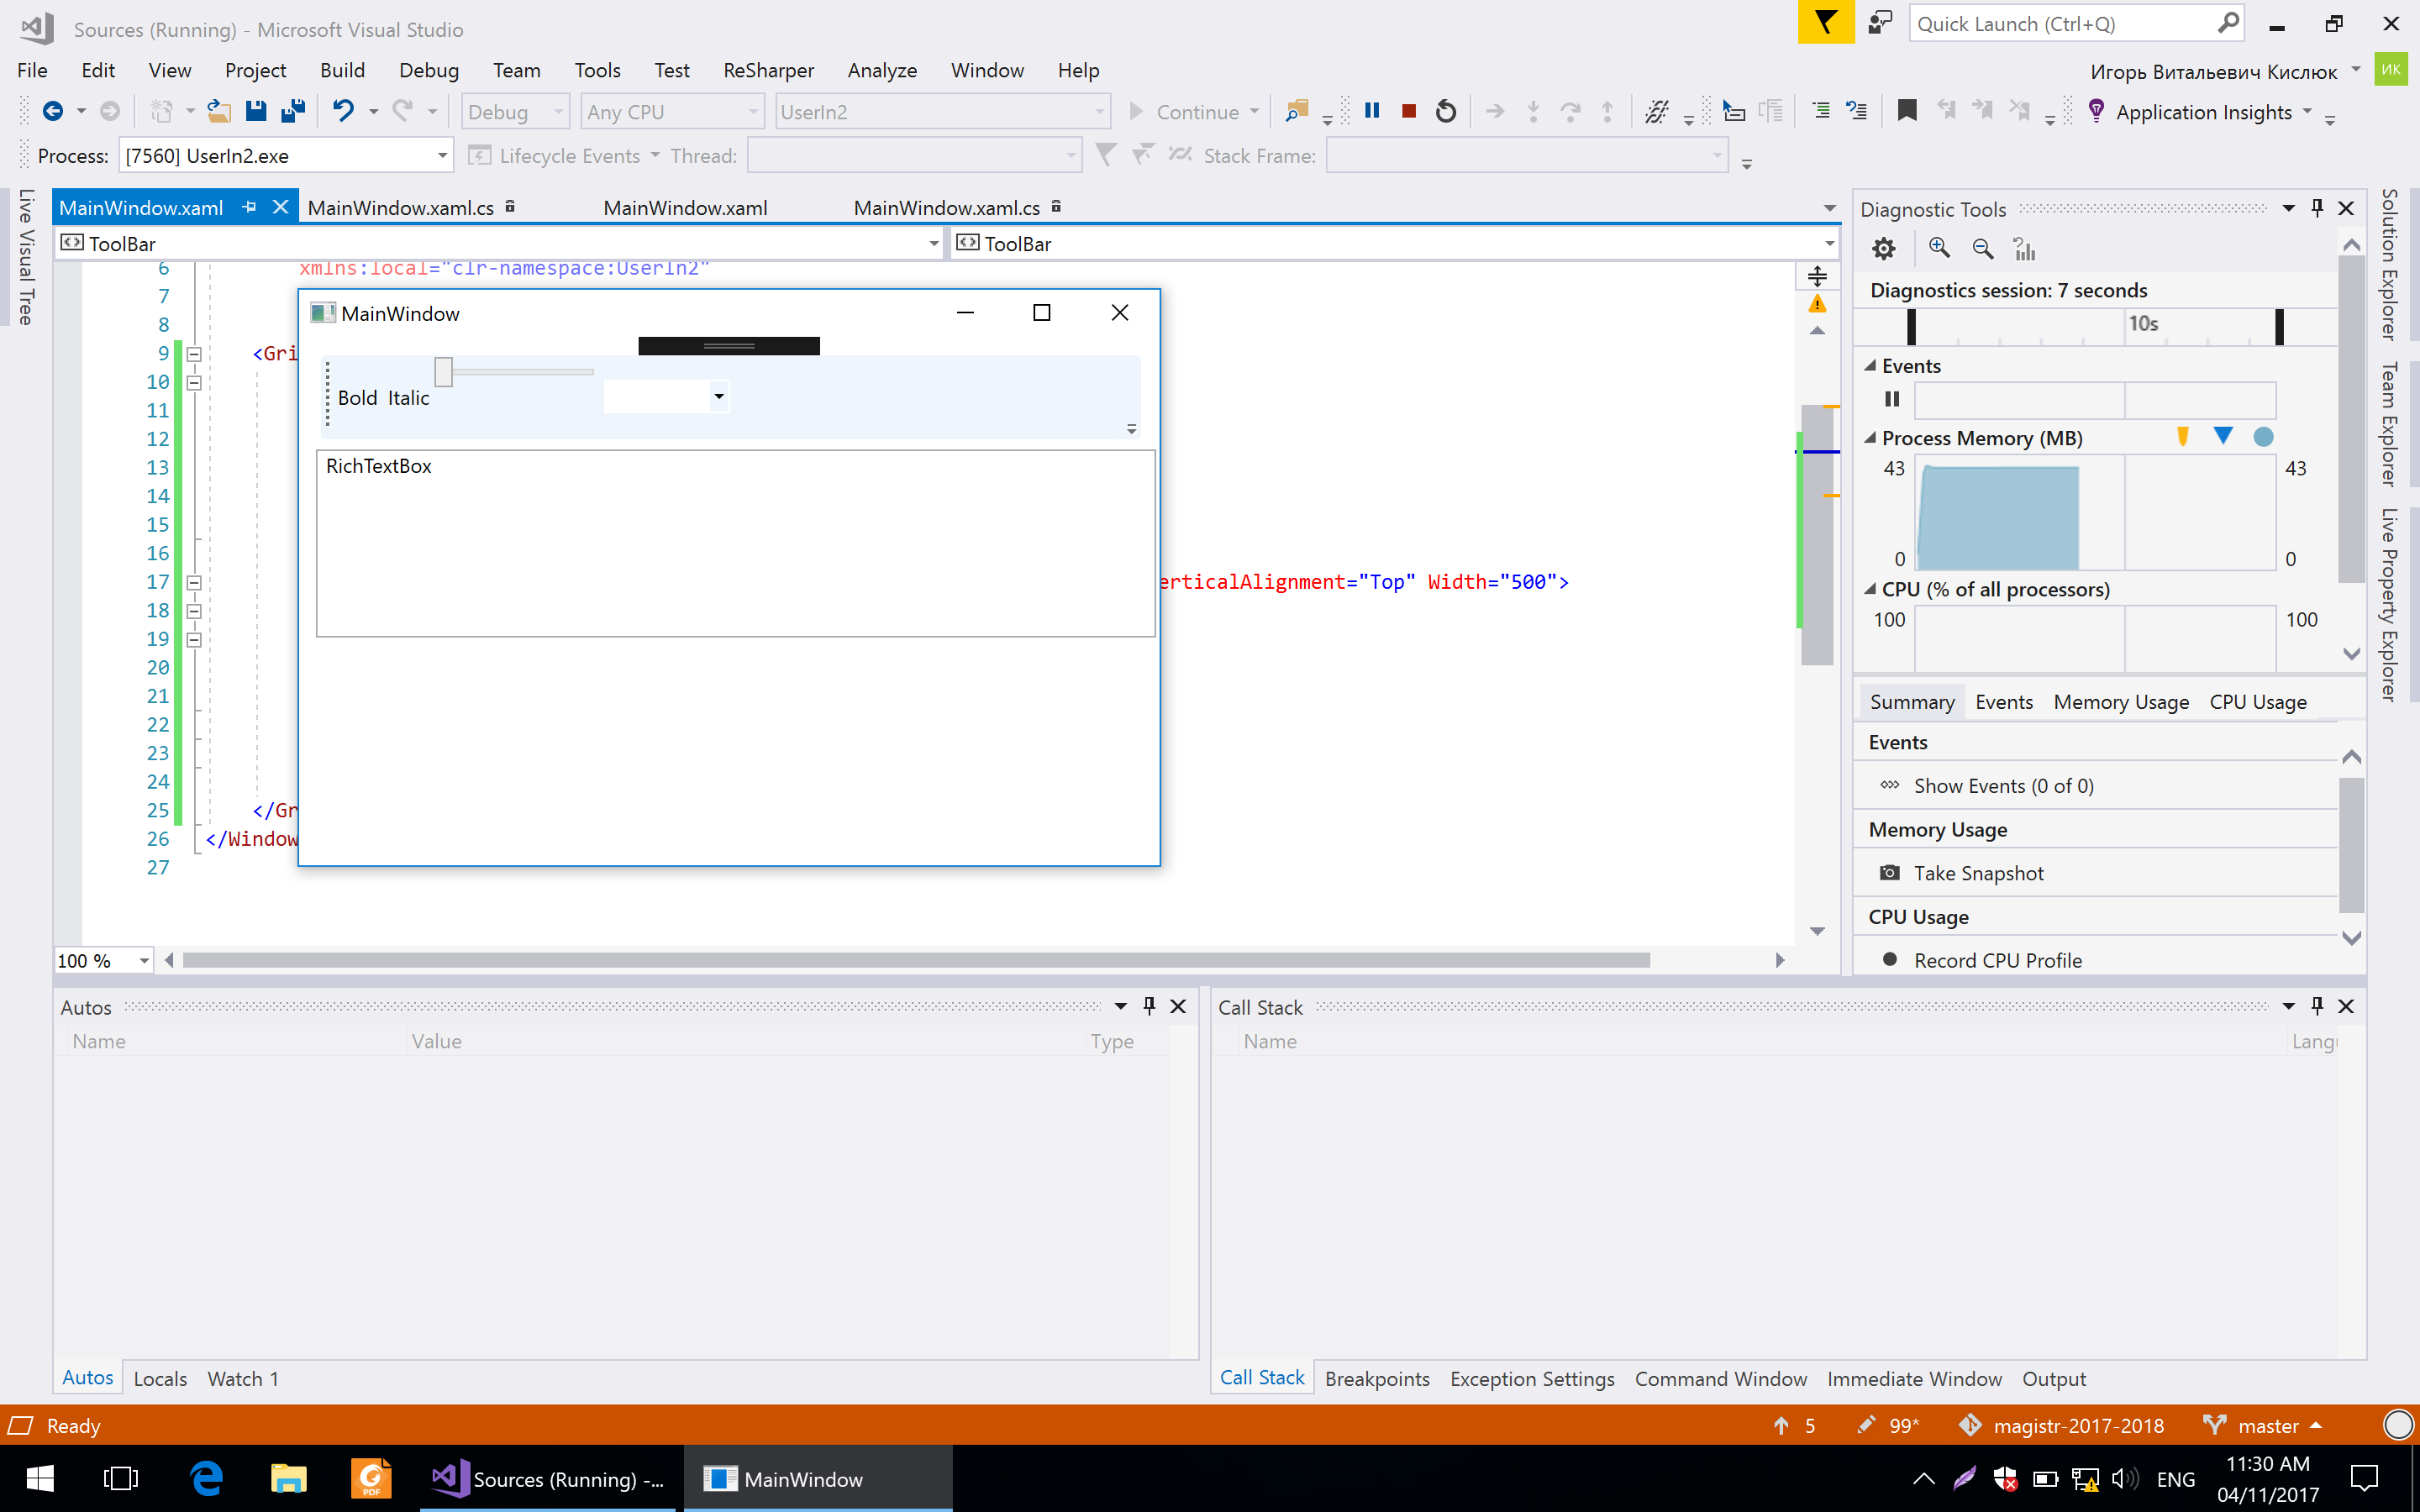 Sources (Running) - Microsoft Visual Studio
Quick Launch (Ctrl+Q)
File Edit View Project Build Debug Team Tools Test ReSharper Analyze Window Help
Игорь Витальевич Кислюк ИК
Debug Any CPU UserIn2 Continue Application Insights
Process: [7560] UserIn2.exe Lifecycle Events Thread: Stack Frame:
Live Visual Tree
MainWindow.xaml MainWindow.xaml.cs MainWindow.xaml MainWindow.xaml.cs
ToolBar ToolBar
6 xmlns:local="clr-namespace:UserIn2"
7
8
9 <Gri
10
11
12
13
14
15
16
17 erticalAlignment="Top" Width="500">
18
19
20
21
22
23
24
25 </Gr
26 </Window
27
100 %
MainWindow
Bold Italic
RichTextBox
Diagnostic Tools
Diagnostics session: 7 seconds
10s
Events
Process Memory (MB)
43 43
0 0
CPU (% of all processors)
100 100
Summary Events Memory Usage CPU Usage
Events
Show Events (0 of 0)
Memory Usage
Take Snapshot
CPU Usage
Record CPU Profile
Solution Explorer
Team Explorer
Live Property Explorer
Autos
Name Value Type
Autos Locals Watch 1
Call Stack
Name Langu
Call Stack Breakpoints Exception Settings Command Window Immediate Window Output
Ready
5 99* magistr-2017-2018 master
PDF
Sources (Running) -...
MainWindow
ENG
11:30 AM
04/11/2017